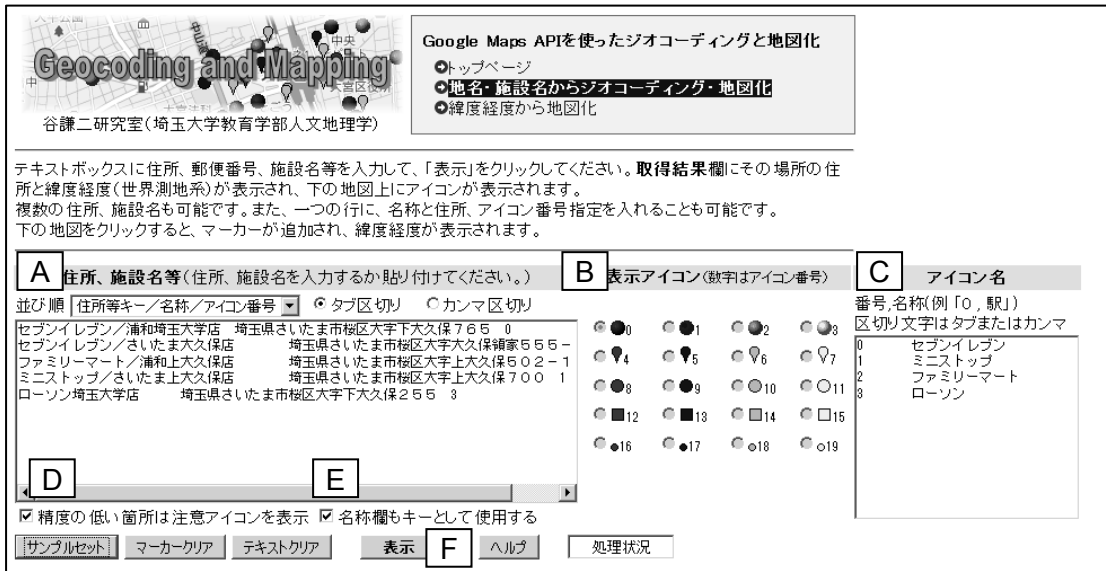 Geocoding and Mapping
谷謙二研究室(埼玉大学教育学部人文地理学)
Google Maps APIを使ったジオコーディングと地図化
トップページ
地名・施設名からジオコーディング・地図化
緯度経度から地図化
テキストボックスに住所、郵便番号、施設名等を入力して、「表示」をクリックしてください。取得結果欄にその場所の住
所と緯度経度(世界測地系)が表示され、下の地図上にアイコンが表示されます。
複数の住所、施設名も可能です。また、一つの行に、名称と住所、アイコン番号指定を入れることも可能です。
下の地図をクリックすると、マーカーが追加され、緯度経度が表示されます。
A 住所、施設名等(住所、施設名を入力するか貼り付けてください。)
並び順 住所等キー/名称/アイコン番号 タブ区切り カンマ区切り
セブンイレブン/浦和埼玉大学店 埼玉県さいたま市桜区大字下大久保765 0
セブンイレブン/さいたま大久保店 埼玉県さいたま市桜区大字大久保領家555-
ファミリーマート/浦和上大久保店 埼玉県さいたま市桜区大字上大久保502-1
ミニストップ/さいたま上大久保店 埼玉県さいたま市桜区大字上大久保700 1
ローソン埼玉大学店 埼玉県さいたま市桜区大字下大久保255 3
B 表示アイコン(数字はアイコン番号)
0 1 2 3
4 5 6 7
8 9 10 11
12 13 14 15
16 17 18 19
C アイコン名
番号,名称(例「0 , 駅」)
区切り文字はタブまたはカンマ
0 セブンイレブン
1 ミニストップ
2 ファミリーマート
3 ローソン
D E
精度の低い箇所は注意アイコンを表示 名称欄もキーとして使用する
サンプルセット マーカークリア テキストクリア 表示 F ヘルプ 処理状況